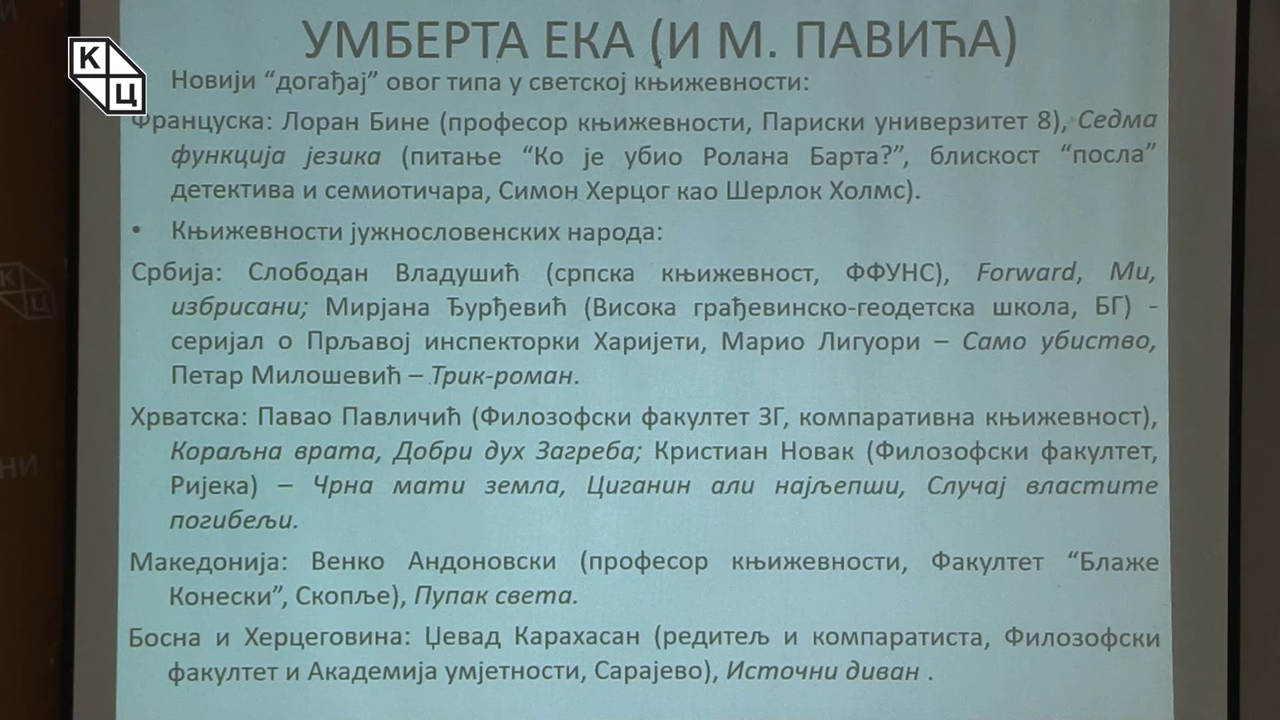 К
Ц
УМБЕРТА ЕКА (И М. ПАВИЋА)
Новији “догађај” овог типа у светској књижевности:
Француска: Лоран Бине (професор књижевности, Париски универзитет 8), Седма
функција језика (питање “Ко је убио Ролана Барта?”, блискост “посла”
детектива и семиотичара, Симон Херцог као Шерлок Холмс).
• Књижевности јужнословенских народа:
Србија: Слободан Владушић (српска књижевност, ФФУНС), Forward, Ми,
избрисани; Мирјана Ђурђевић (Висока грађевинско-геодетска школа, БГ) -
серијал о Прљавој инспекторки Харијети, Марио Лигуори – Само убиство,
Петар Милошевић – Трик-роман.
Хрватска: Павао Павличић (Филозофски факултет ЗГ, компаративна књижевност),
Кораљна врата, Добри дух Загреба; Кристиан Новак (Филозофски факултет,
Ријека) – Чрна мати земла, Циганин али најљепши, Случај властите
погибељи.
Македонија: Венко Андоновски (професор књижевности, Факултет “Блаже
Конески”, Скопље), Пупак света.
Босна и Херцеговина: Џевад Карахасан (редитељ и компаратиста, Филозофски
факултет и Академија умјетности, Сарајево), Источни диван .
К
Ц
ни